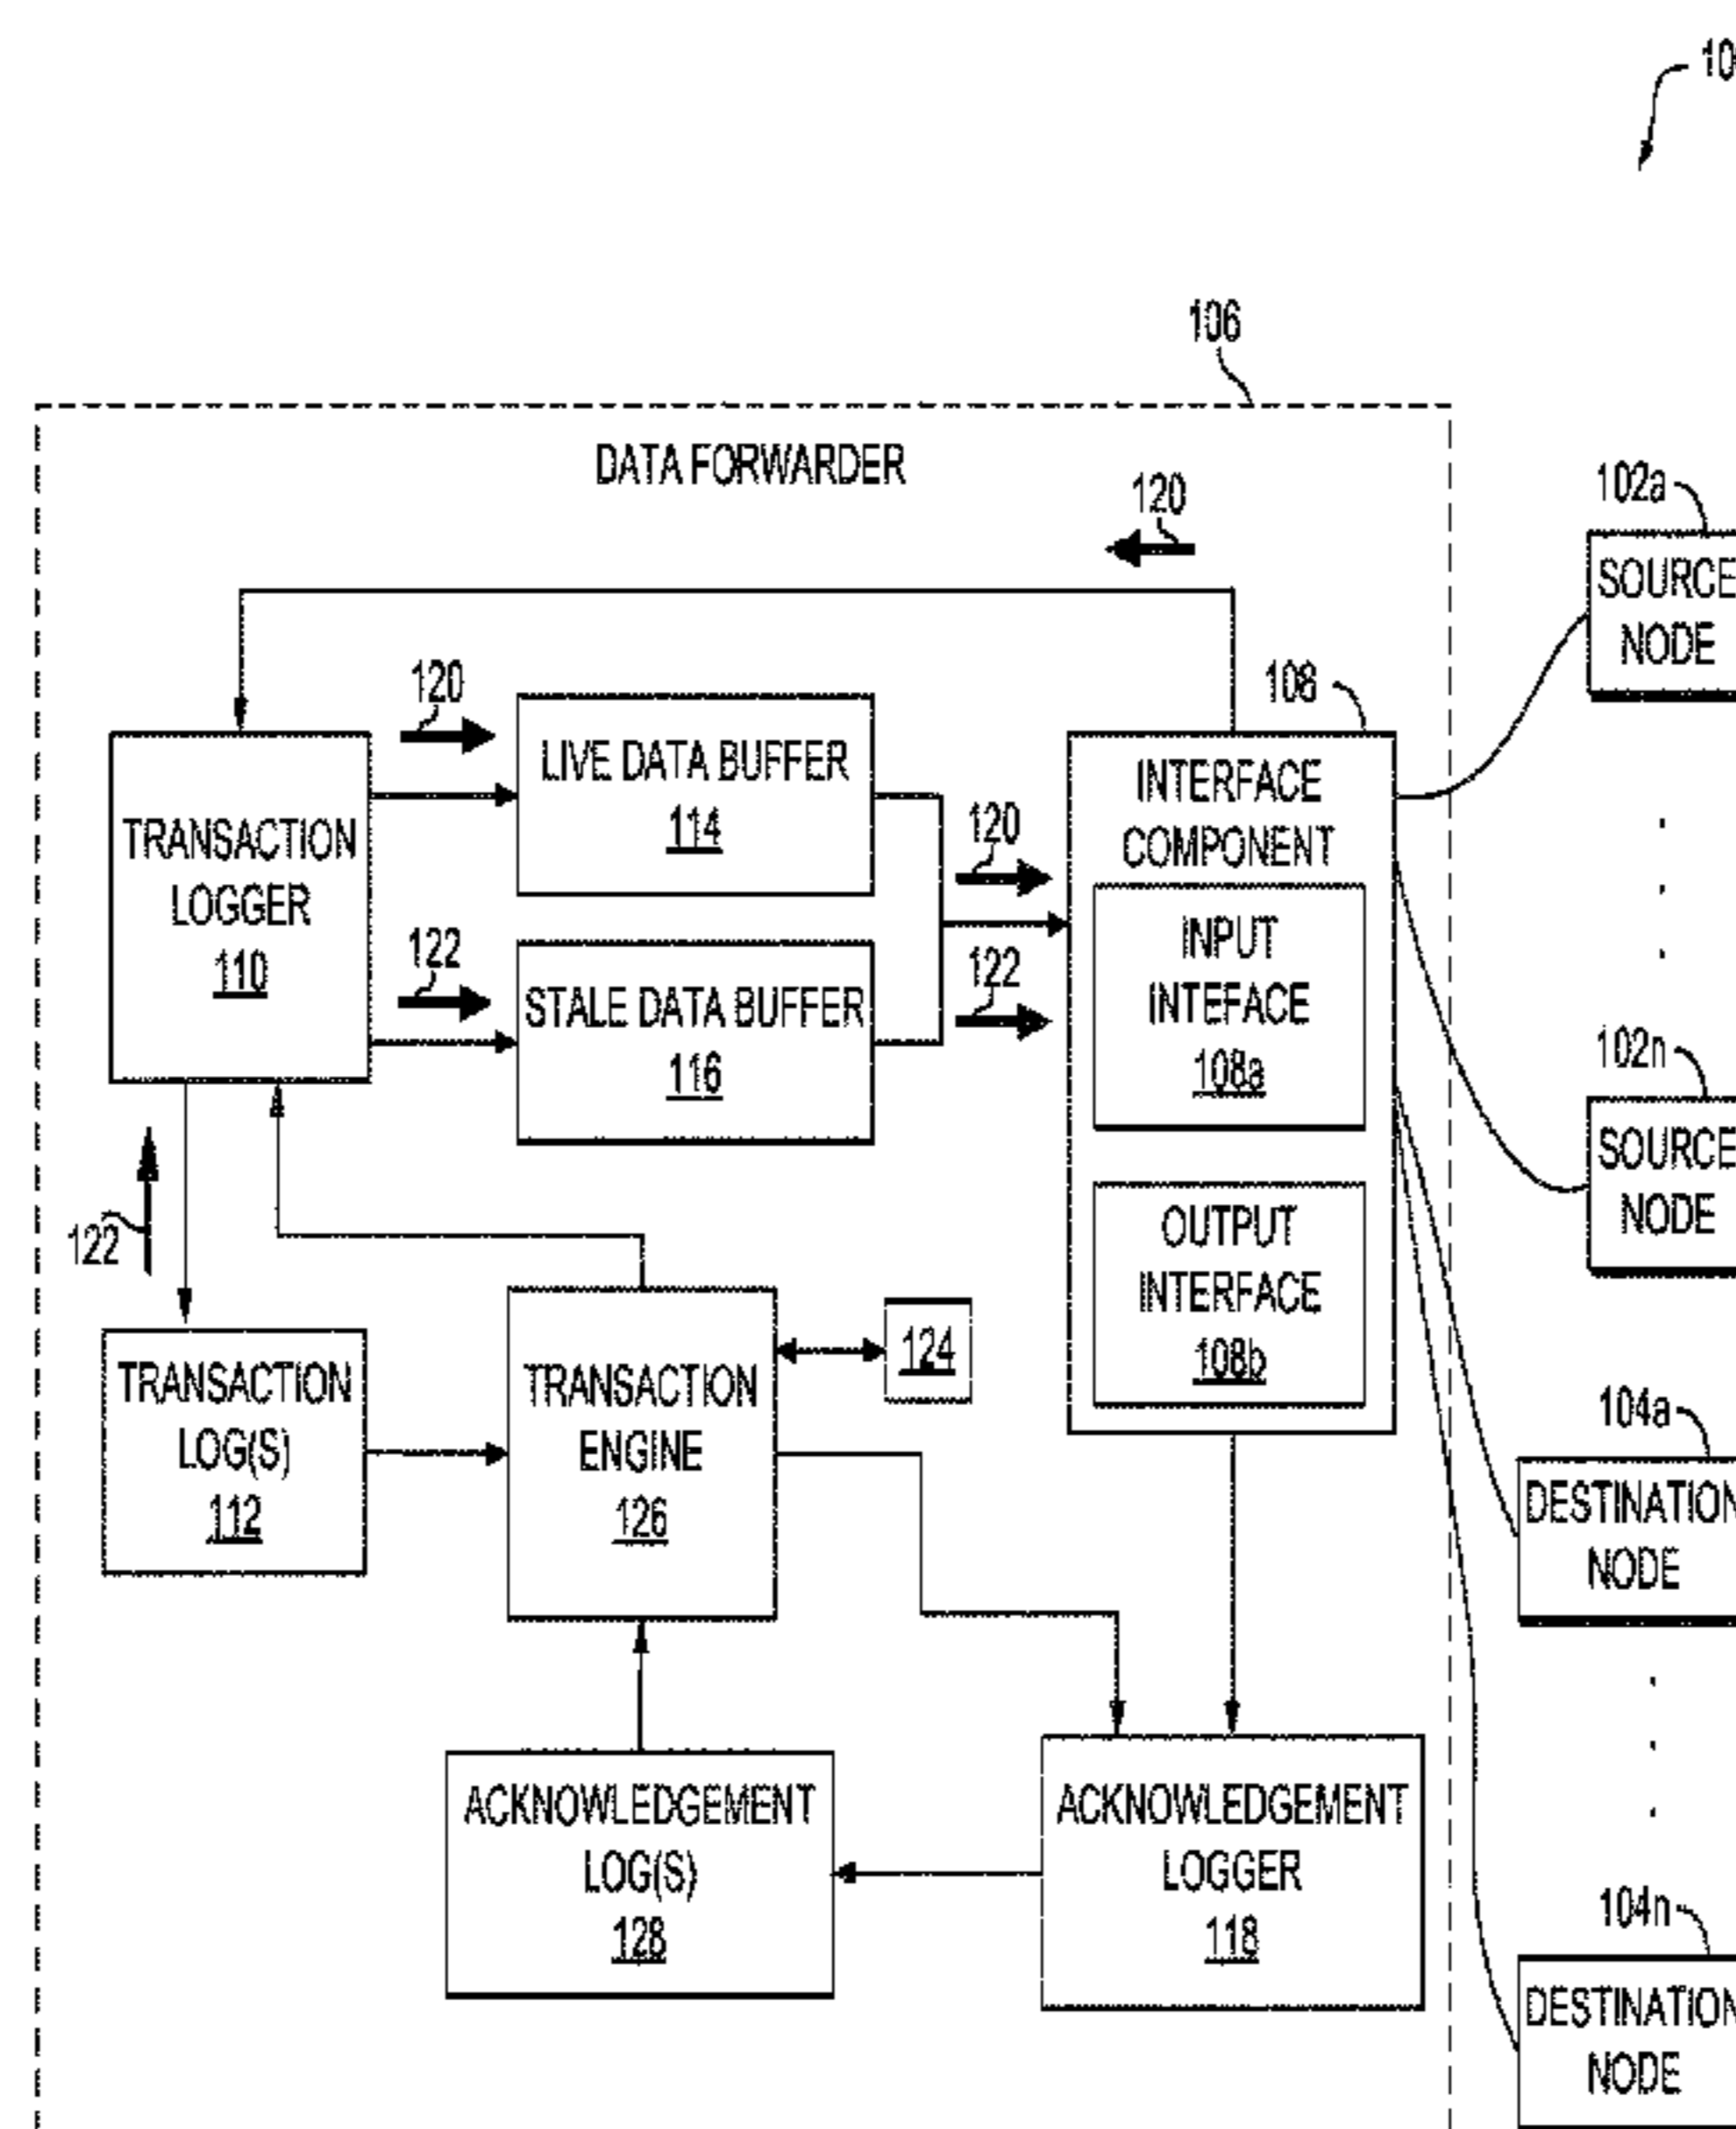 10
106
DATA FORWARDER
102a
120
SOURCE
NODE
120
108
LIVE DATA BUFFER
114
INTERFACE
COMPONENT
120
TRANSACTION
LOGGER
110
INPUT
INTEFACE
108a
122
122
STALE DATA BUFFER
116
102n
SOURCE
NODE
OUTPUT
INTERFACE
108b
122
124
TRANSACTION
LOG(S)
112
TRANSACTION
ENGINE
126
104a
DESTINATION
NODE
ACKNOWLEDGEMENT
LOG(S)
128
ACKNOWLEDGEMENT
LOGGER
118
104n
DESTINATION
NODE